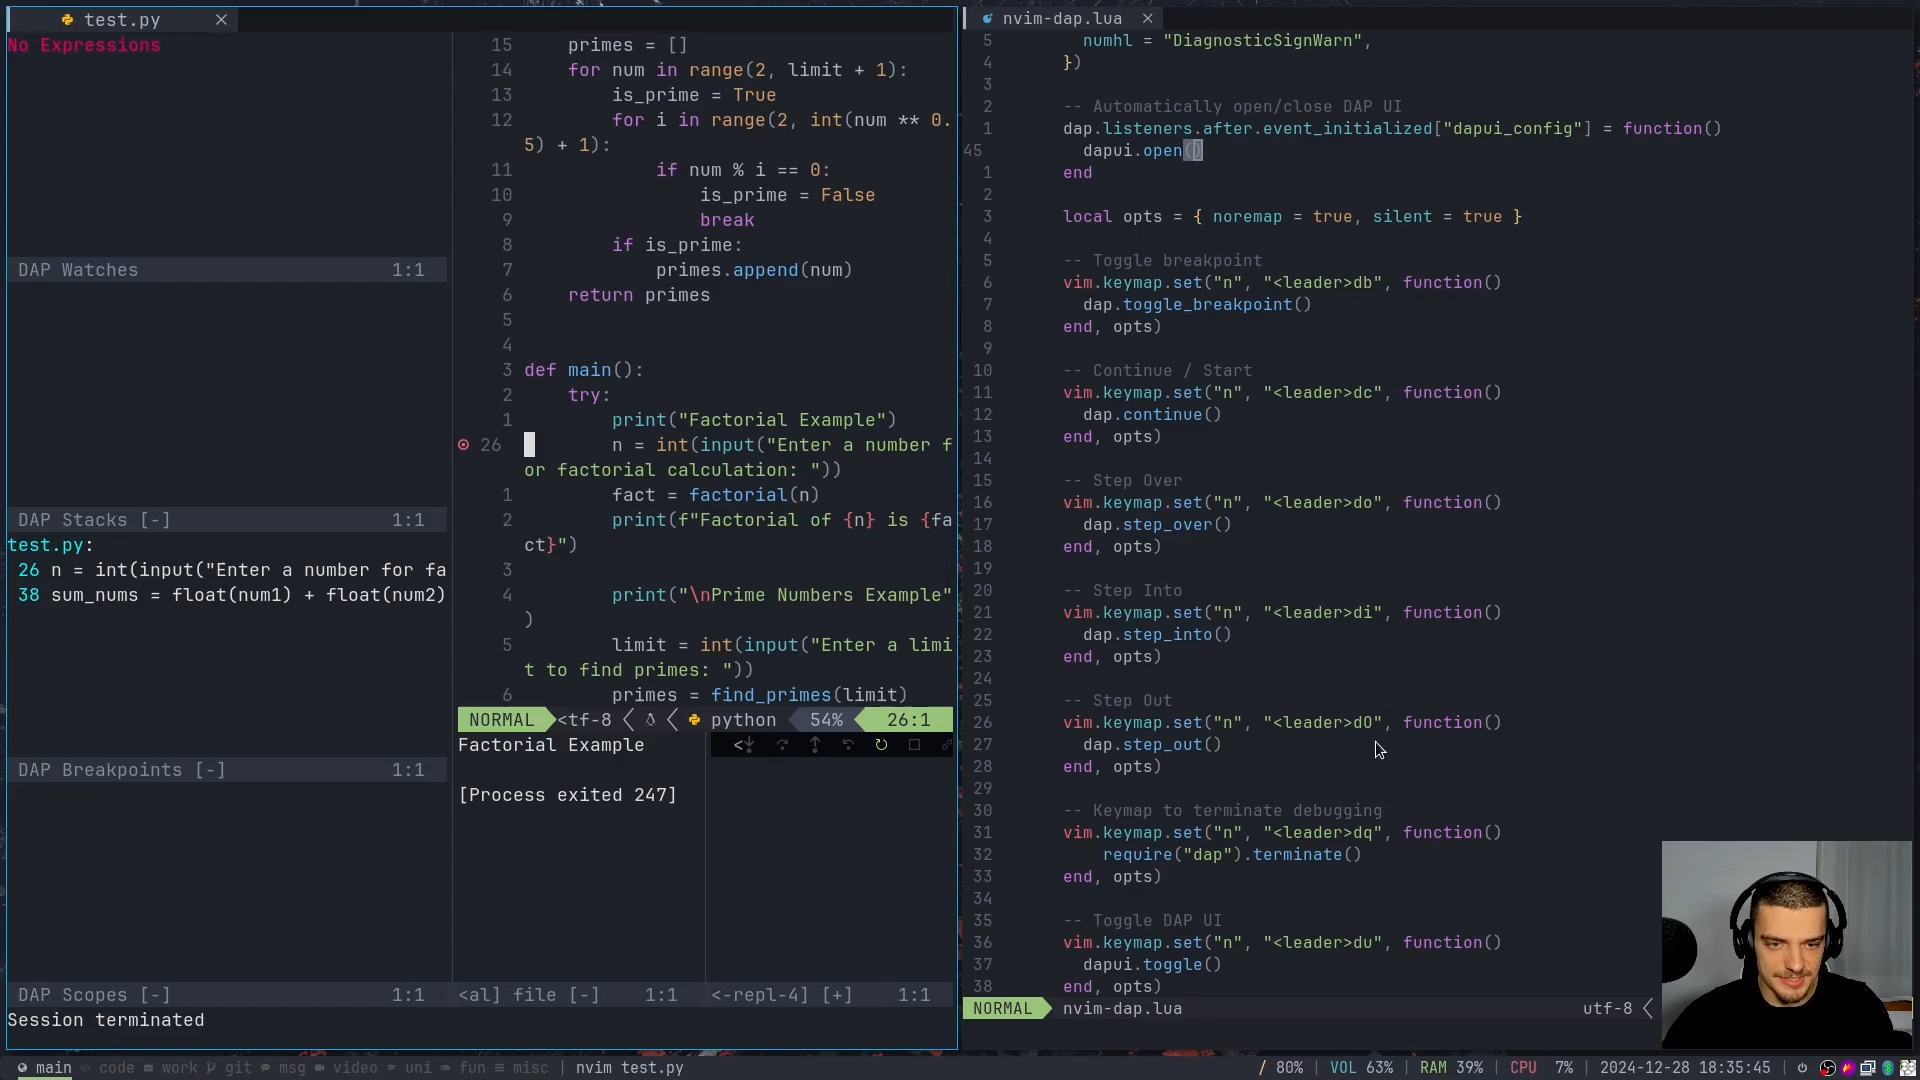 test.py
No Expressions
DAP Watches 1:1
DAP Stacks [-] 1:1
test.py:
26 n = int(input("Enter a number for fa
38 sum_nums = float(num1) + float(num2)
DAP Breakpoints [-] 1:1
DAP Scopes [-] 1:1
Session terminated
15 primes = []
14 for num in range(2, limit + 1):
13 is_prime = True
12 for i in range(2, int(num ** 0.
5) + 1):
11 if num % i == 0:
10 is_prime = False
9 break
8 if is_prime:
7 primes.append(num)
6 return primes
5
4
3 def main():
2 try:
1 print("Factorial Example")
26 n = int(input("Enter a number f
or factorial calculation: "))
1 fact = factorial(n)
2 print(f"Factorial of {n} is {fa
ct}")
3
4 print("\nPrime Numbers Example"
)
5 limit = int(input("Enter a limi
t to find primes: "))
6 primes = find_primes(limit)
NORMAL <tf-8 python 54% 26:1
Factorial Example
[Process exited 247]
<al] file [-] 1:1 <-repl-4] [+] 1:1
nvim-dap.lua
5 numhl = "DiagnosticSignWarn",
4 })
3
2 -- Automatically open/close DAP UI
1 dap.listeners.after.event_initialized["dapui_config"] = function()
45 dapui.open()
1 end
2
3 local opts = { noremap = true, silent = true }
4
5 -- Toggle breakpoint
6 vim.keymap.set("n", "<leader>db", function()
7 dap.toggle_breakpoint()
8 end, opts)
9
10 -- Continue / Start
11 vim.keymap.set("n", "<leader>dc", function()
12 dap.continue()
13 end, opts)
14
15 -- Step Over
16 vim.keymap.set("n", "<leader>do", function()
17 dap.step_over()
18 end, opts)
19
20 -- Step Into
21 vim.keymap.set("n", "<leader>di", function()
22 dap.step_into()
23 end, opts)
24
25 -- Step Out
26 vim.keymap.set("n", "<leader>dO", function()
27 dap.step_out()
28 end, opts)
29
30 -- Keymap to terminate debugging
31 vim.keymap.set("n", "<leader>dq", function()
32 require("dap").terminate()
33 end, opts)
34
35 -- Toggle DAP UI
36 vim.keymap.set("n", "<leader>du", function()
37 dapui.toggle()
38 end, opts)
NORMAL nvim-dap.lua utf-8
main code work git msg video uni fun misc | nvim test.py
/ 80% | VOL 63% | RAM 39% | CPU 7% | 2024-12-28 18:35:45 |